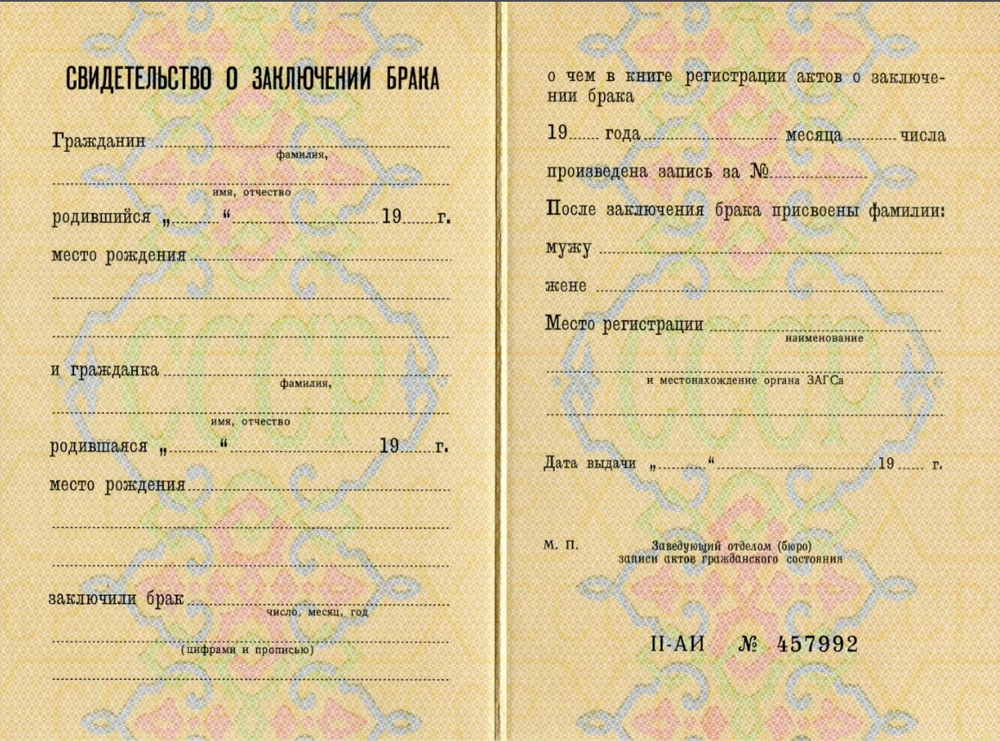 СВИДЕТЕЛЬСТВО О ЗАКЛЮЧЕНИИ БРАКА
Гражданин
фамилия,
имя, отчество
родившийся „ “ 19 г.
место рождения
и гражданка
фамилия,
имя, отчество
родившаяся „ “ 19 г.
место рождения
заключили брак
число, месяц, год
(цифрами и прописью)
о чем в книге регистрации актов о заключе-
нии брака
19 года месяца числа
произведена запись за №
После заключения брака присвоены фамилии:
мужу
жене
Место регистрации
наименование
и местонахождение органа ЗАГСа
Дата выдачи „ “ 19 г.
М. П.
Заведующий отделом (бюро)
записи актов гражданского состояния
II-АИ № 457992
СССР
СССР